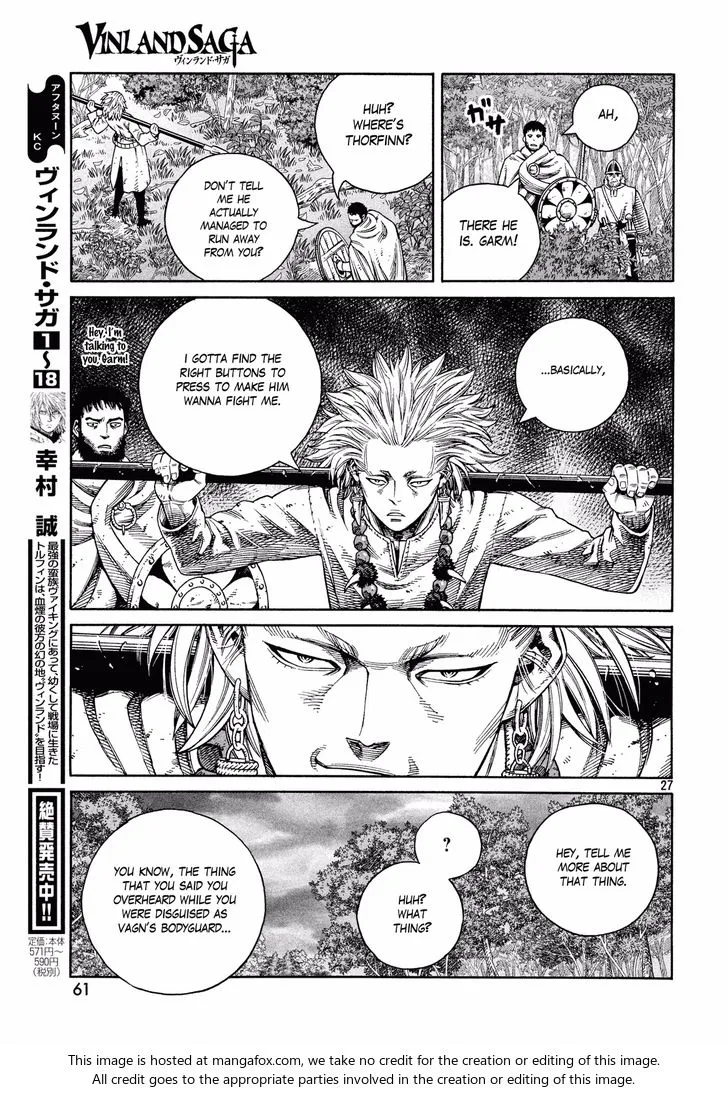 VINLAND SAGA
ヴィンランド・サガ
アフタヌーン
KC
ヴィンランド・サガ
1
〜
18
幸村 誠
最強の蛮族ヴァイキングにあって、幼くして戦場に生きた
トルフィンは、血煙の彼方の幻の地“ヴィンランド”を目指す!
絶賛発売中!!
定価:本体
571円〜
590円
(税別)
AH,
THERE HE
IS. GARM!
ガサ
HUH?
WHERE'S
THORFINN?
DON'T TELL
ME HE
ACTUALLY
MANAGED TO
RUN AWAY
FROM YOU?
...BASICALLY,
I GOTTA FIND THE
RIGHT BUTTONS TO
PRESS TO MAKE HIM
WANNA FIGHT ME.
Hey, I'm
talking to
you, Garm!
27
HEY, TELL ME
MORE ABOUT
THAT THING.
?
HUH?
WHAT
THING?
YOU KNOW, THE THING
THAT YOU SAID YOU
OVERHEARD WHILE YOU
WERE DISGUISED AS
VAGN'S BODYGUARD...
61
This image is hosted at mangafox.com, we take no credit for the creation or editing of this image.
All credit goes to the appropriate parties involved in the creation or editing of this image.